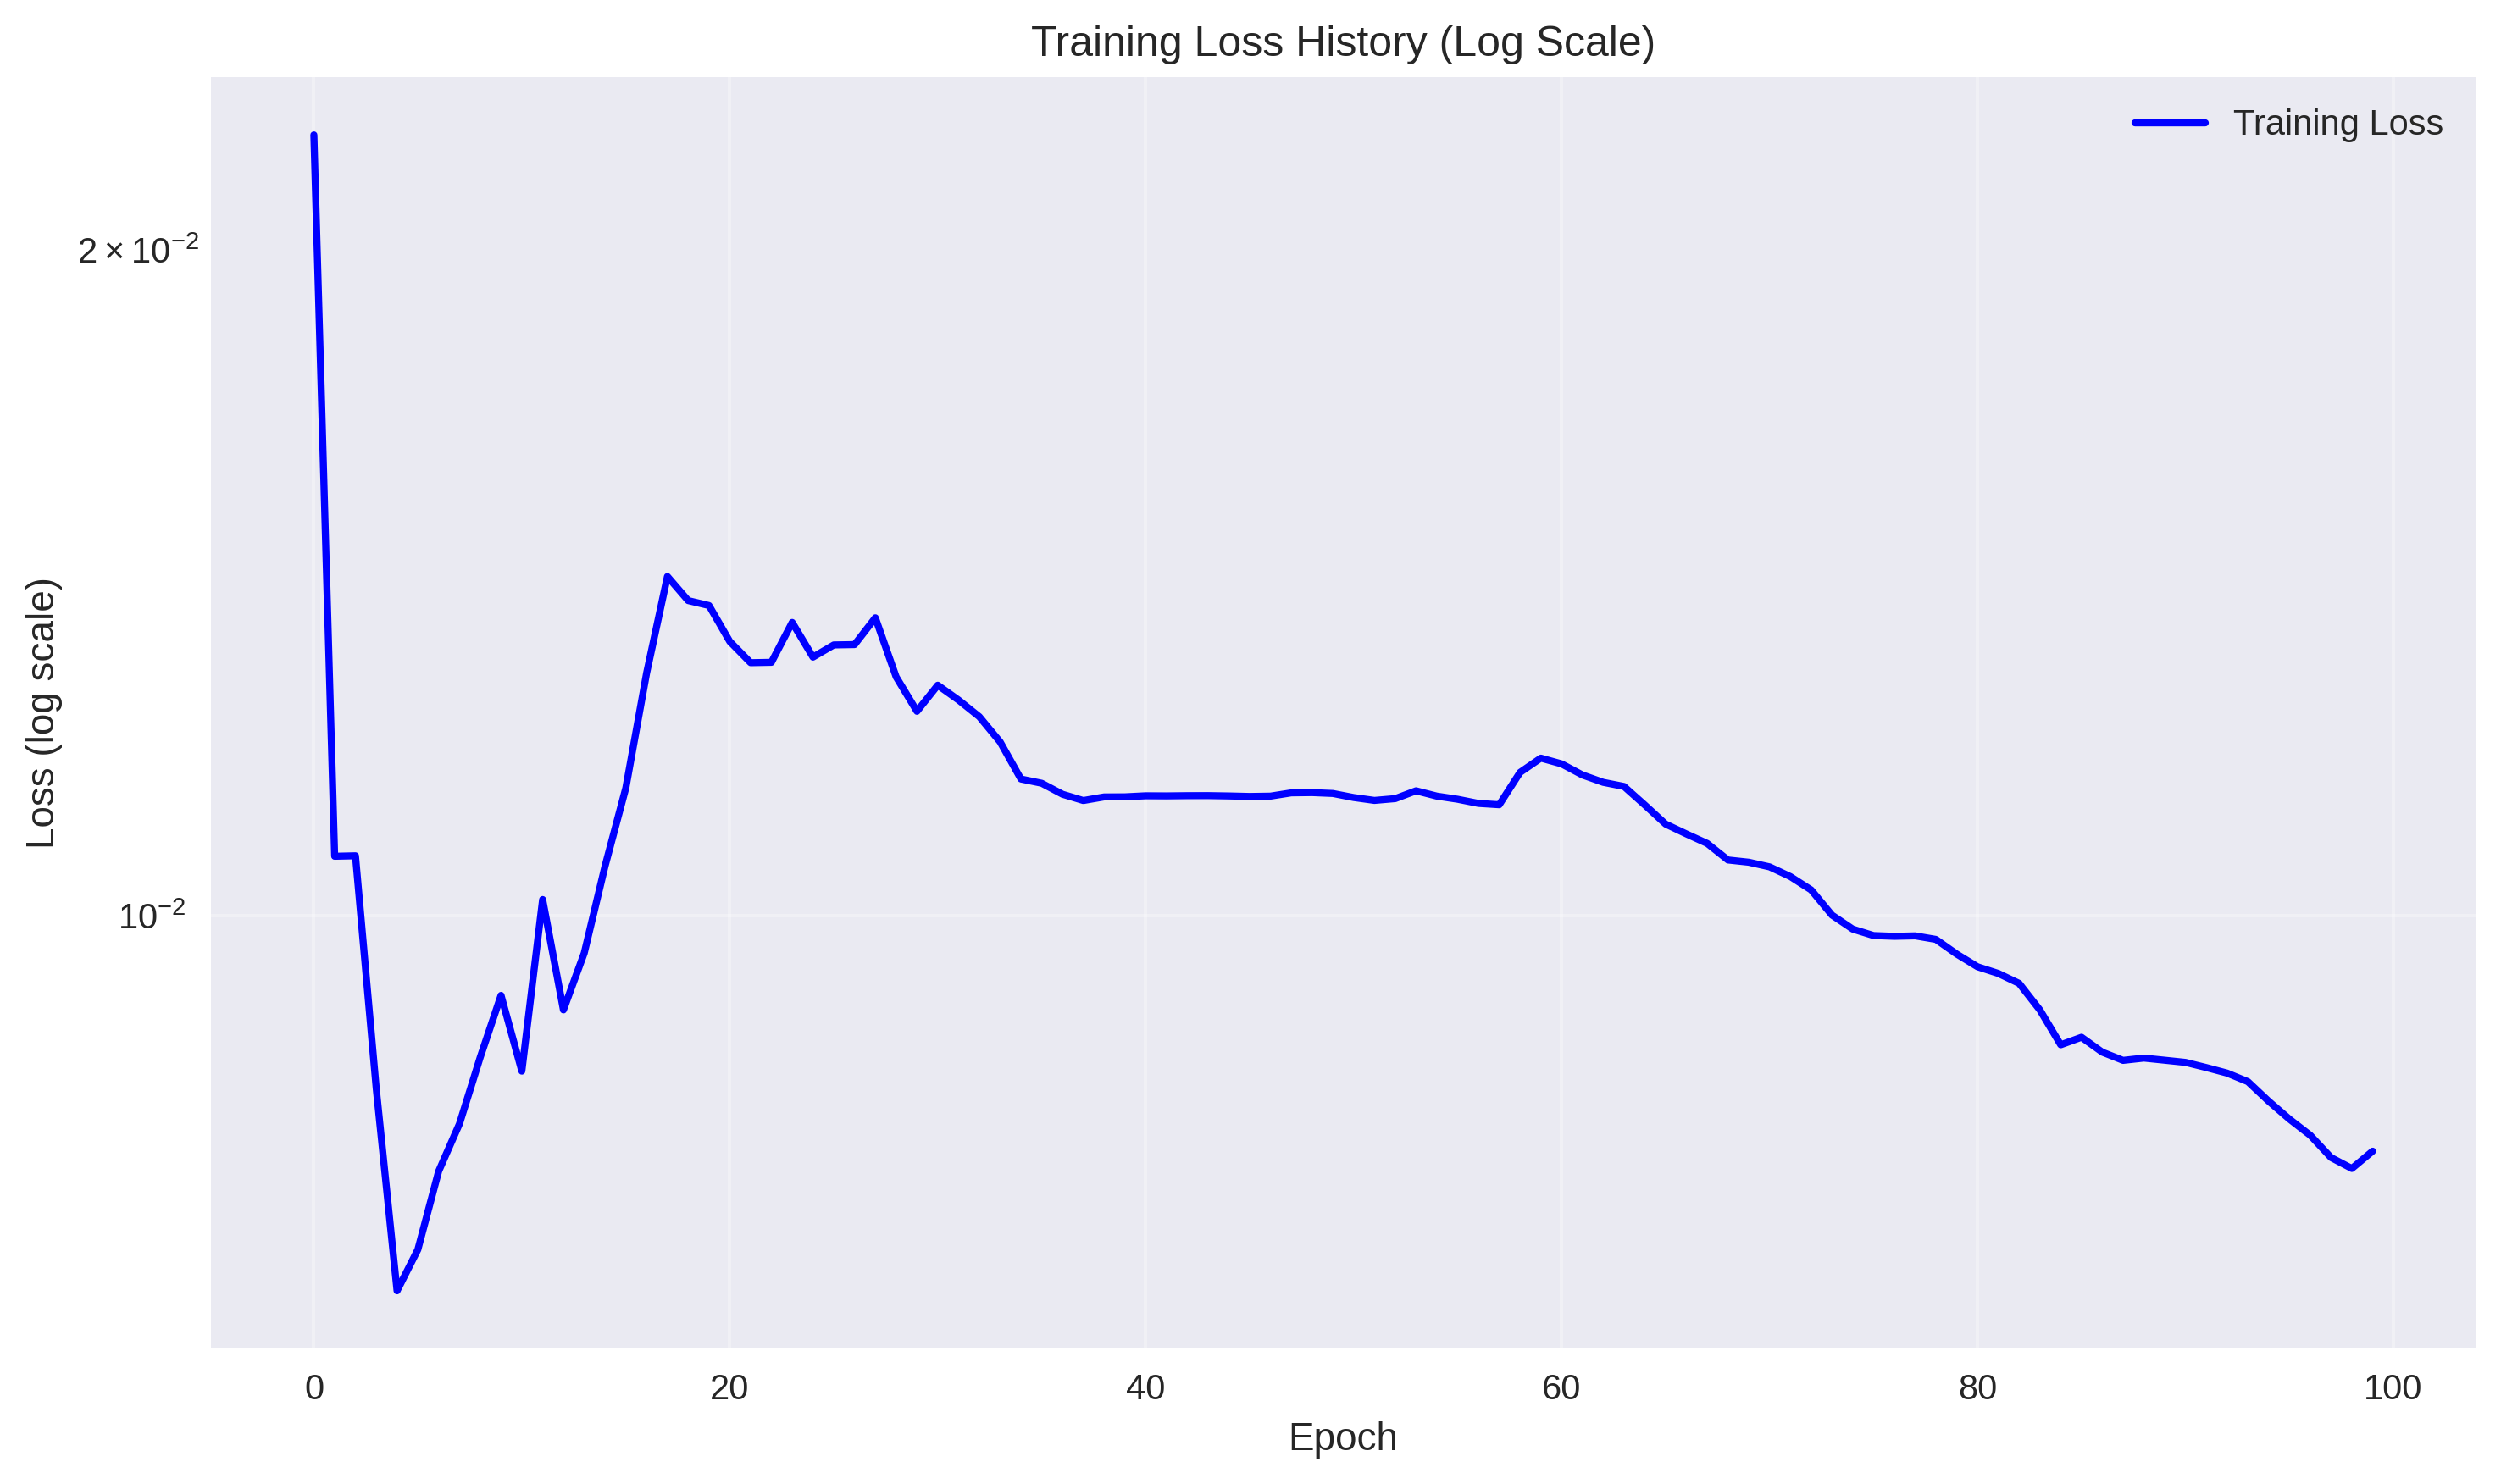 Training Loss History (Log Scale)
Training Loss
2 × 10⁻²
10⁻²
Loss (log scale)
0 20 40 60 80 100
Epoch